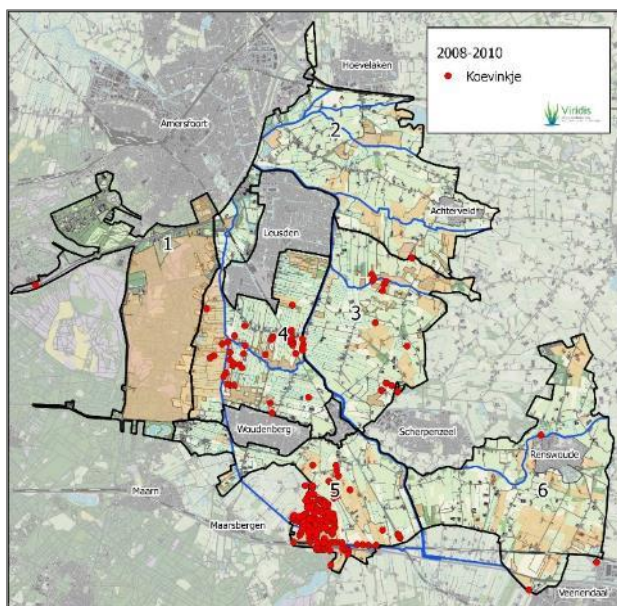 2008-2010
Koevinkje
Viridis
Hoevelaken
Amersfoort
2
Achterveld
1
Leusden
3
4
Woudenberg
Scherpenzeel
Renswoude
5
6
Maarn
Maarsbergen
Veenendaal